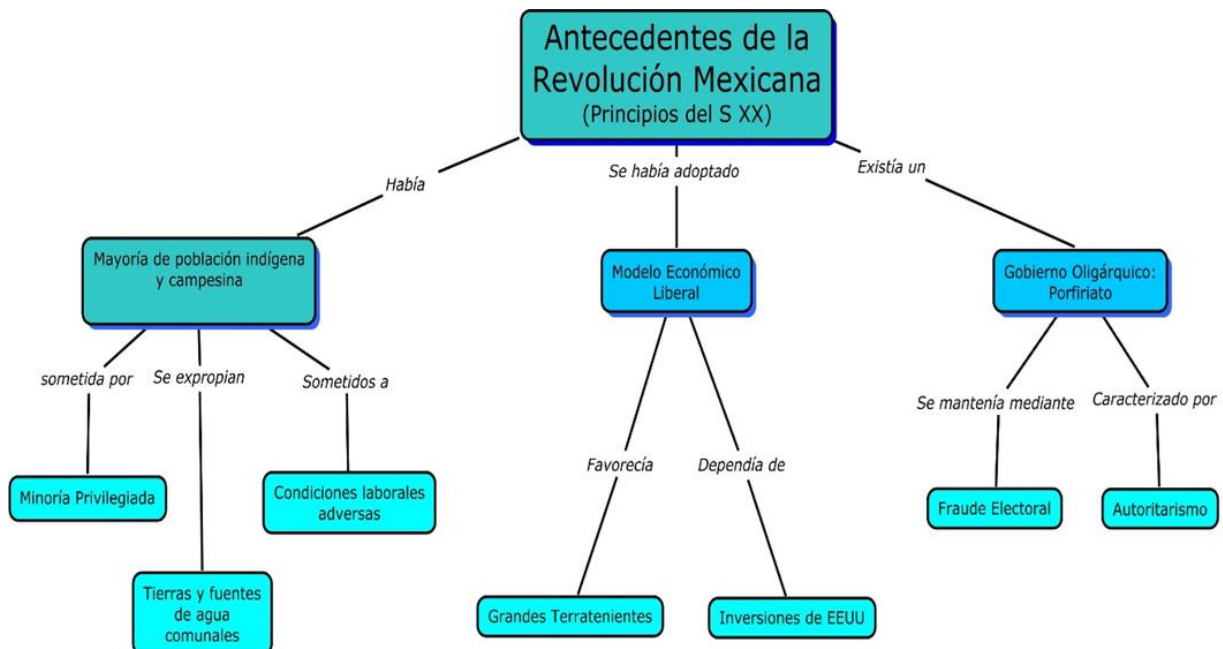 Antecedentes de la
Revolución Mexicana
(Principios del S XX)
Había
Se había adoptado
Existía un
Mayoría de población indígena
y campesina
Modelo Económico
Liberal
Gobierno Oligárquico:
Porfiriato
sometida por
Se expropian
Sometidos a
Se mantenía mediante
Caracterizado por
Favorecía
Dependía de
Minoría Privilegiada
Condiciones laborales
adversas
Fraude Electoral
Autoritarismo
Tierras y fuentes
de agua
comunales
Grandes Terratenientes
Inversiones de EEUU